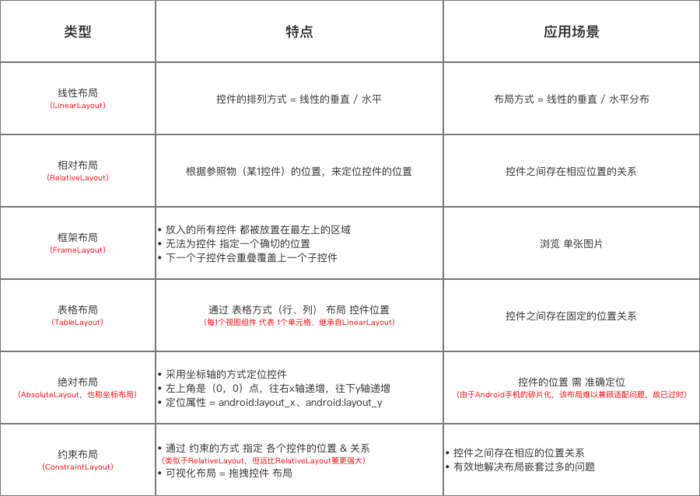 类型
特点
应用场景
线性布局
（LinearLayout）
控件的排列方式 = 线性的垂直 / 水平
布局方式 = 线性的垂直 / 水平分布
相对布局
（RelativeLayout）
根据参照物（某1控件）的位置，来定位控件的位置
控件之间存在相应位置的关系
框架布局
（FrameLayout）
• 放入的所有控件 都被放置在最左上的区域
• 无法为控件 指定一个确切的位置
• 下一个子控件会重叠覆盖上一个子控件
浏览 单张图片
表格布局
（TableLayout）
通过 表格方式（行、列） 布局 控件位置
（每1个视图组件 代表 1个单元格、继承自LinearLayout）
控件之间存在固定的位置关系
绝对布局
（AbsoluteLayout，也称坐标布局）
• 采用坐标轴的方式定位控件
• 左上角是（0，0）点，往右x轴递增，往下y轴递增
• 定位属性 = android:layout_x、android:layout_y
控件的位置 需 准确定位
（由于Android手机的碎片化，该布局难以兼顾适配问题，故已过时）
约束布局
（ConstraintLayout）
• 通过 约束的方式 指定 各个控件的位置 & 关系
（类似于RelativeLayout，但远比RelativeLayout要更强大）
• 可视化布局 = 拖拽控件 布局
• 控件之间存在相应的位置关系
• 有效地解决布局嵌套过多的问题